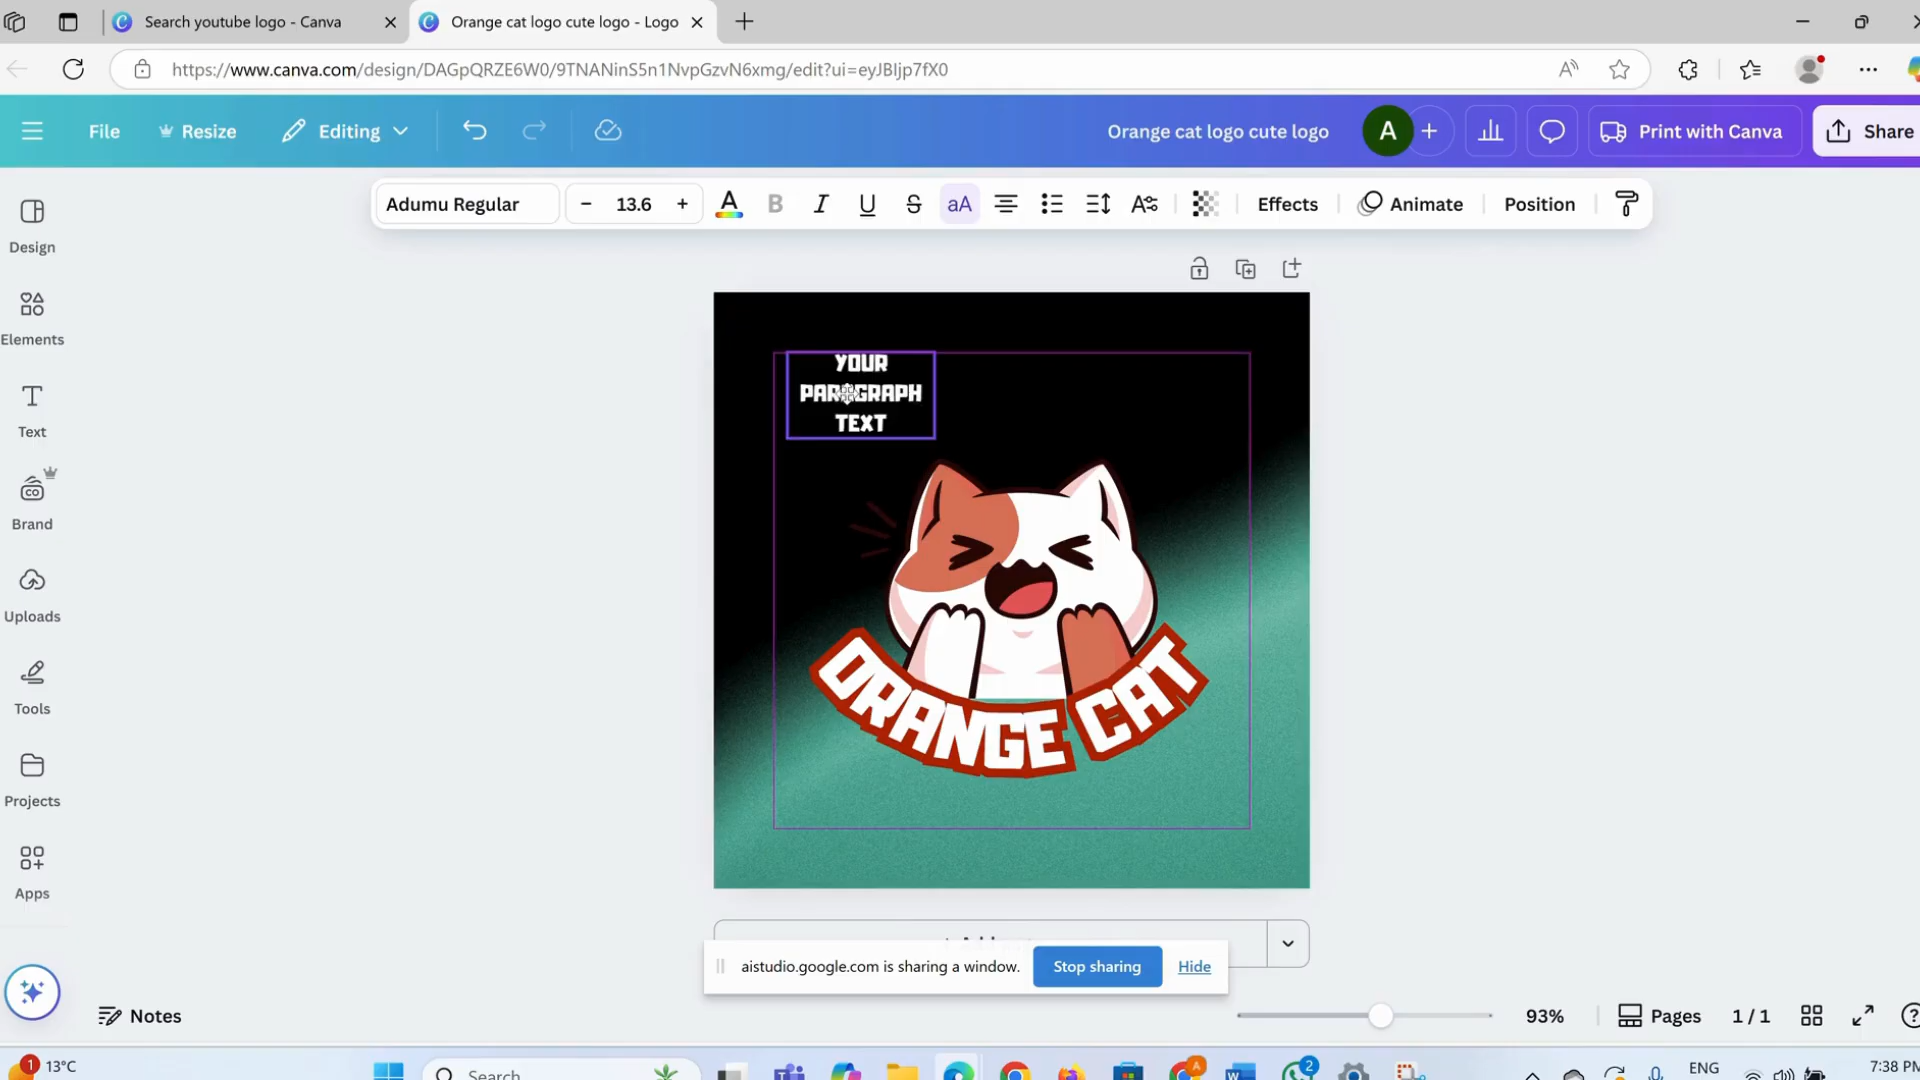 Search youtube logo - Canva
Orange cat logo cute logo - Logo
https://www.canva.com/design/DAGpQRZE6W0/9TNANinS5n1NvpGzvN6xmg/edit?ui=eyJBIjp7fX0
File
Resize
Editing
Orange cat logo cute logo
A
Print with Canva
Share
Adumu Regular
- 13.6 +
A B I U S aA
Effects
Animate
Position
Design
Elements
Text
Brand
Uploads
Tools
Projects
Apps
YOUR
PARAGRAPH
TEXT
ORANGE CAT
aistudio.google.com is sharing a window.
Stop sharing
Hide
Notes
93%
Pages
1 / 1
1
13°C
Search
A
2
ENG
7:38 PM